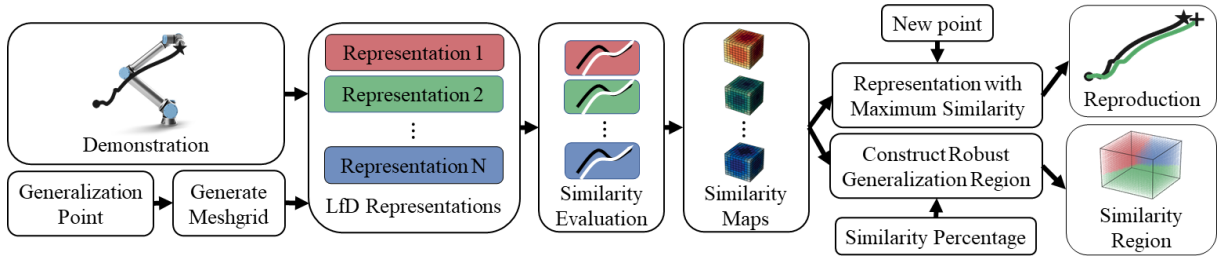 Demonstration
Generalization
Point
Generate
Meshgrid
Representation 1
Representation 2
Representation N
LfD Representations
Similarity
Evaluation
Similarity
Maps
New point
Representation with
Maximum Similarity
Construct Robust
Generalization Region
Similarity Percentage
Reproduction
Similarity
Region